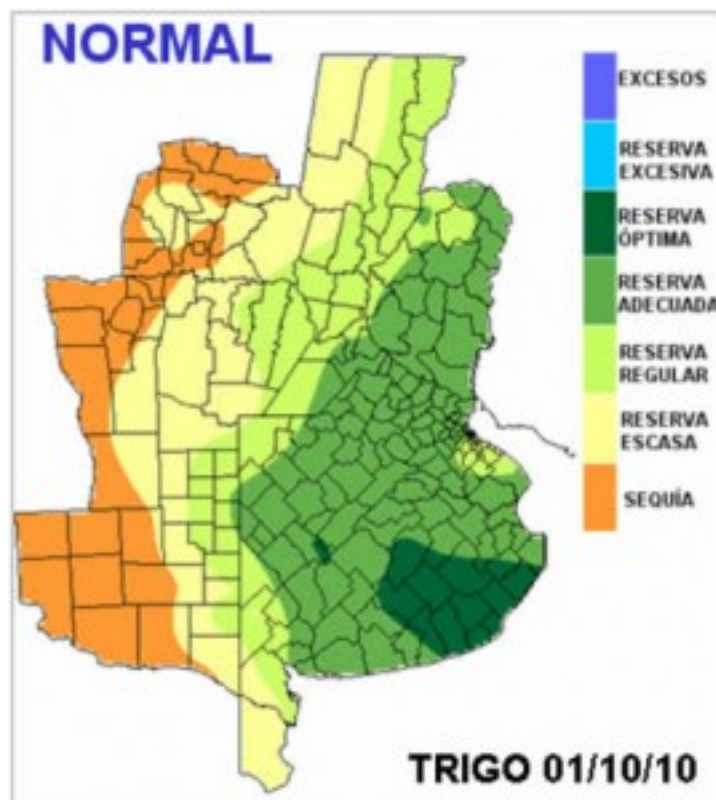 NORMAL
EXCESOS
RESERVA
EXCESIVA
RESERVA
ÓPTIMA
RESERVA
ADECUADA
RESERVA
REGULAR
RESERVA
ESCASA
SEQUÍA
TRIGO 01/10/10